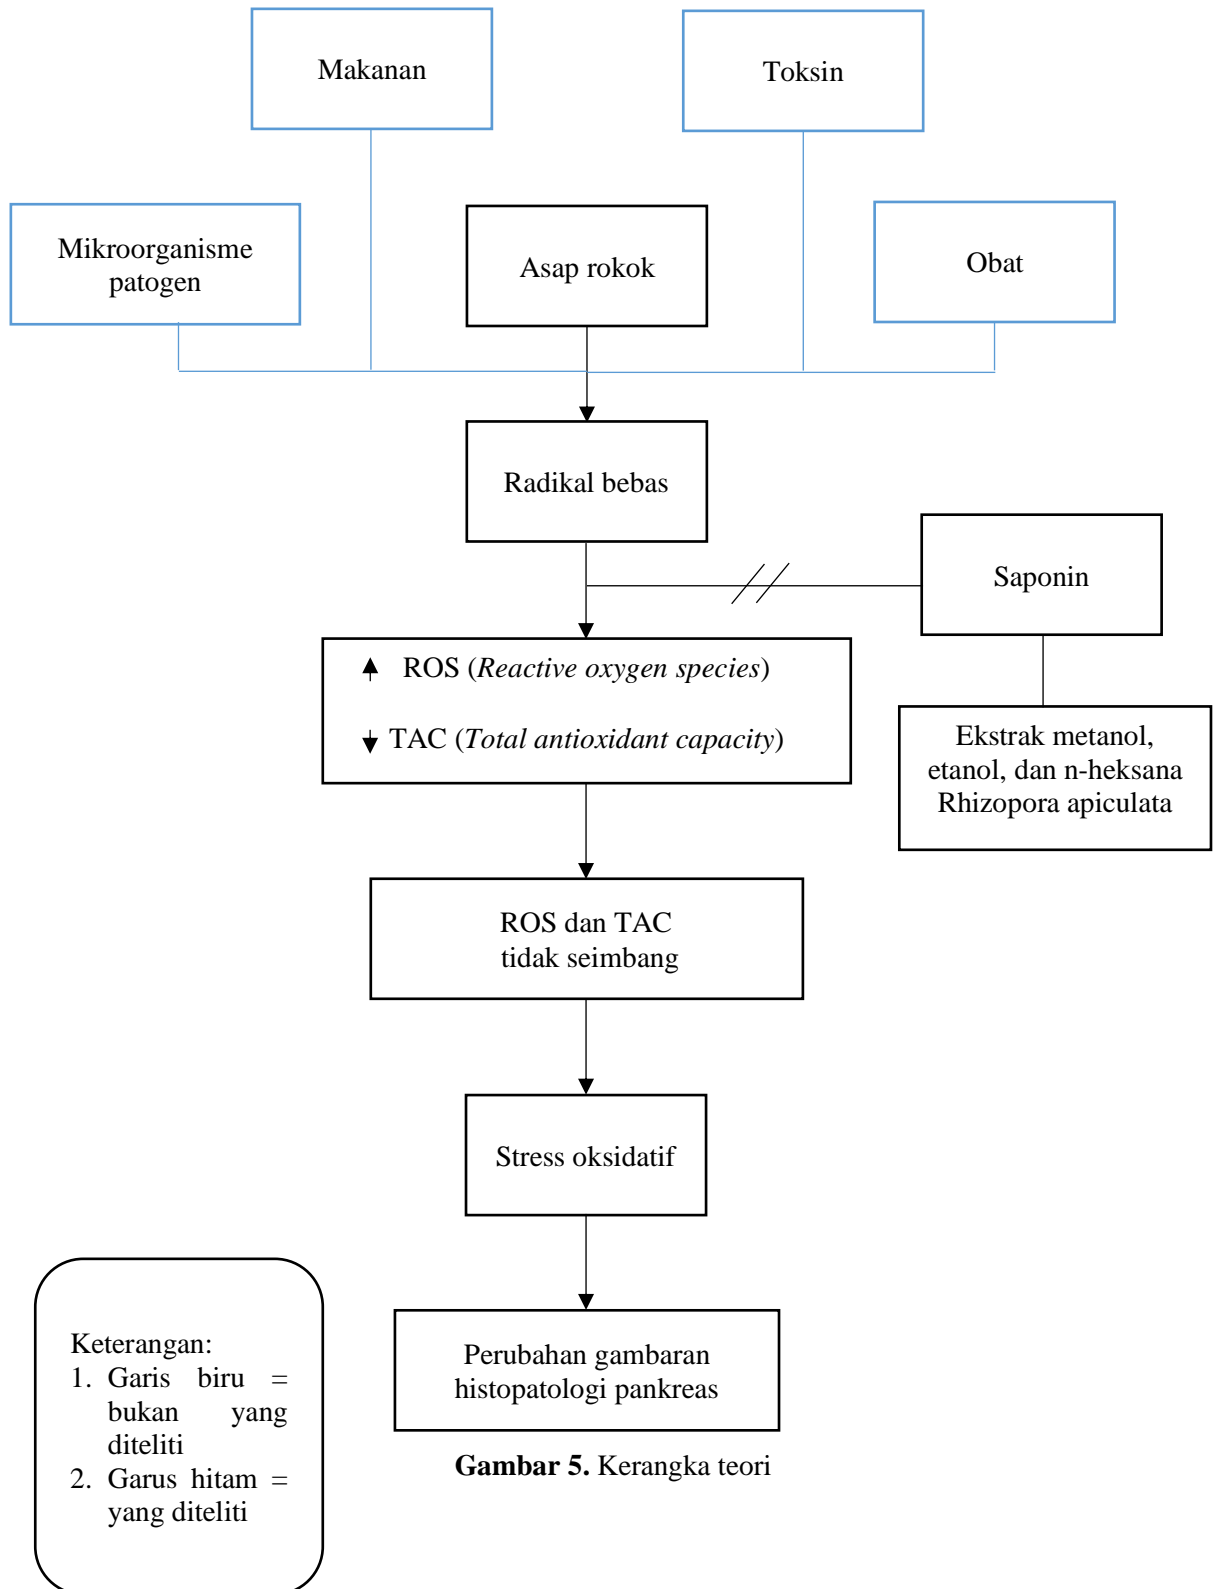 Makanan
Toksin
Mikroorganisme
patogen
Asap rokok
Obat
Radikal bebas
Saponin
ROS (Reactive oxygen species)
TAC (Total antioxidant capacity)
Ekstrak metanol,
etanol, dan n-heksana
Rhizopora apiculata
ROS dan TAC
tidak seimbang
Stress oksidatif
Perubahan gambaran
histopatologi pankreas
Keterangan:
1. Garis biru =
bukan yang
diteliti
2. Garus hitam =
yang diteliti
Gambar 5. Kerangka teori